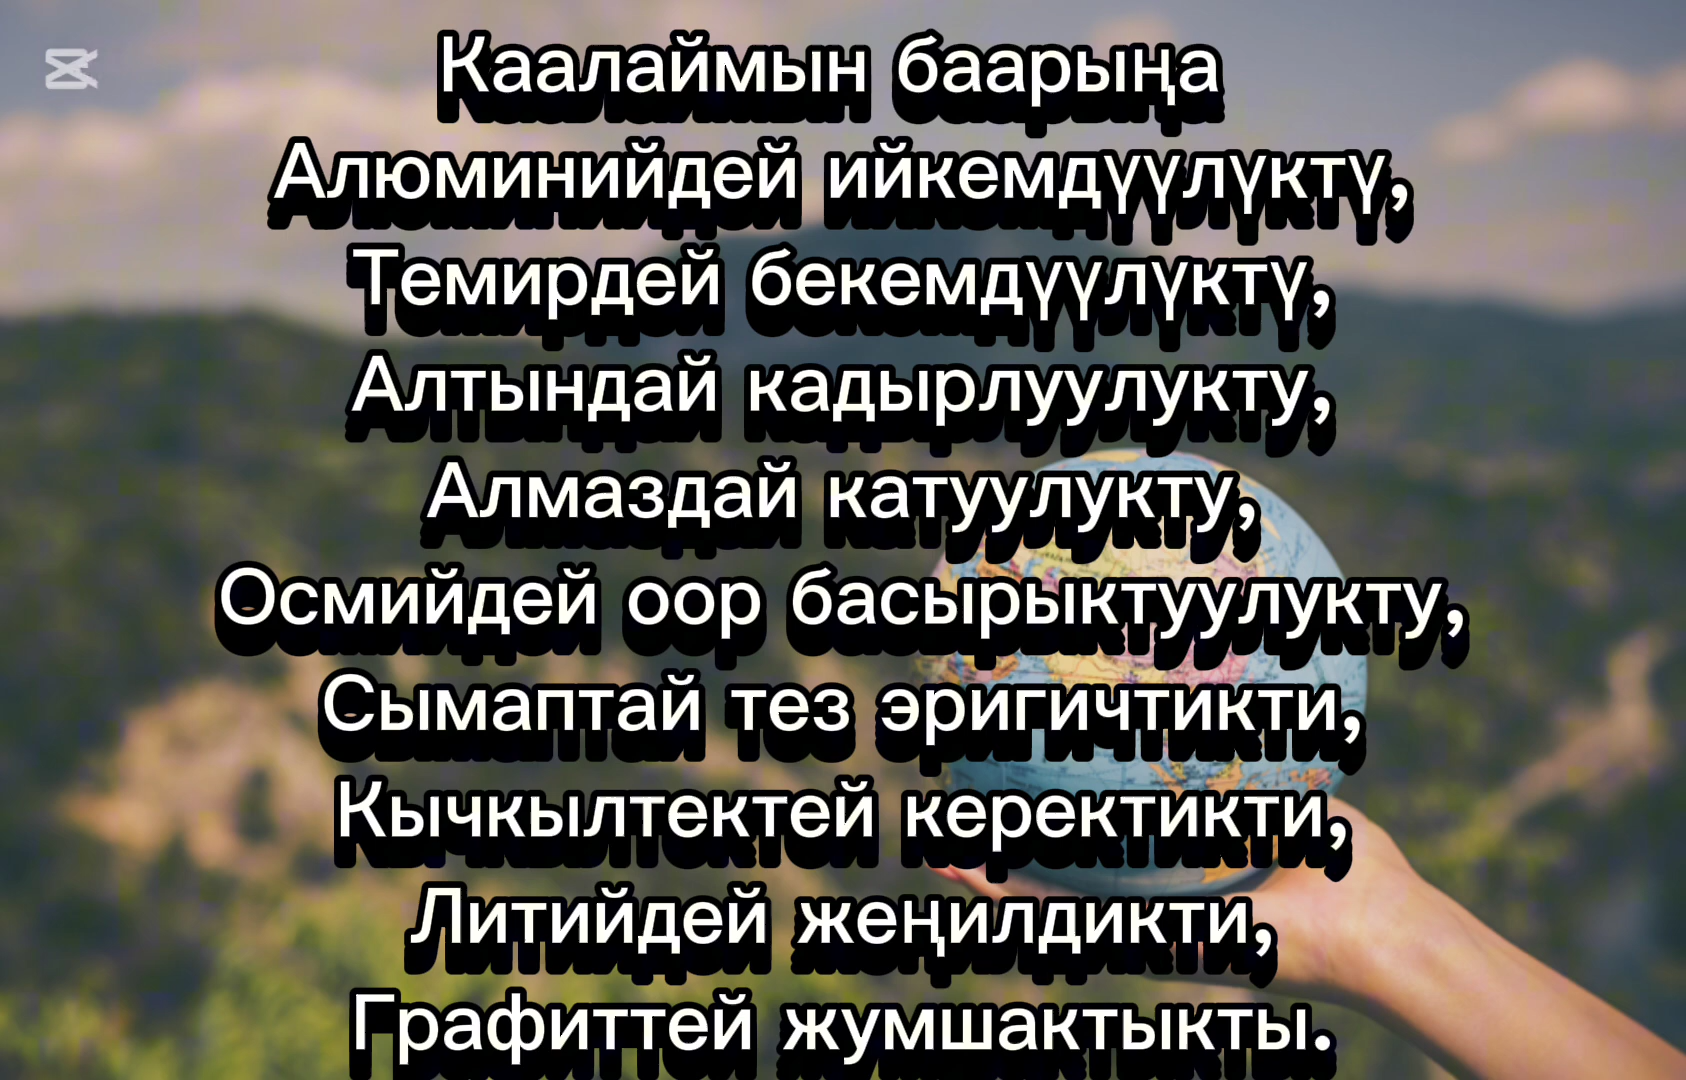 Каалаймын баарыңа
Алюминийдей ийкемдүүлүктү,
Темирдей бекемдүүлүктү,
Алтындай кадырлуулукту,
Алмаздай катуулукту,
Осмийдей оор басырыктуулукту,
Сымаптай тез эригичтикти,
Кычкылтектей керектикти,
Литийдей жеңилдикти,
Графиттей жумшактыкты.